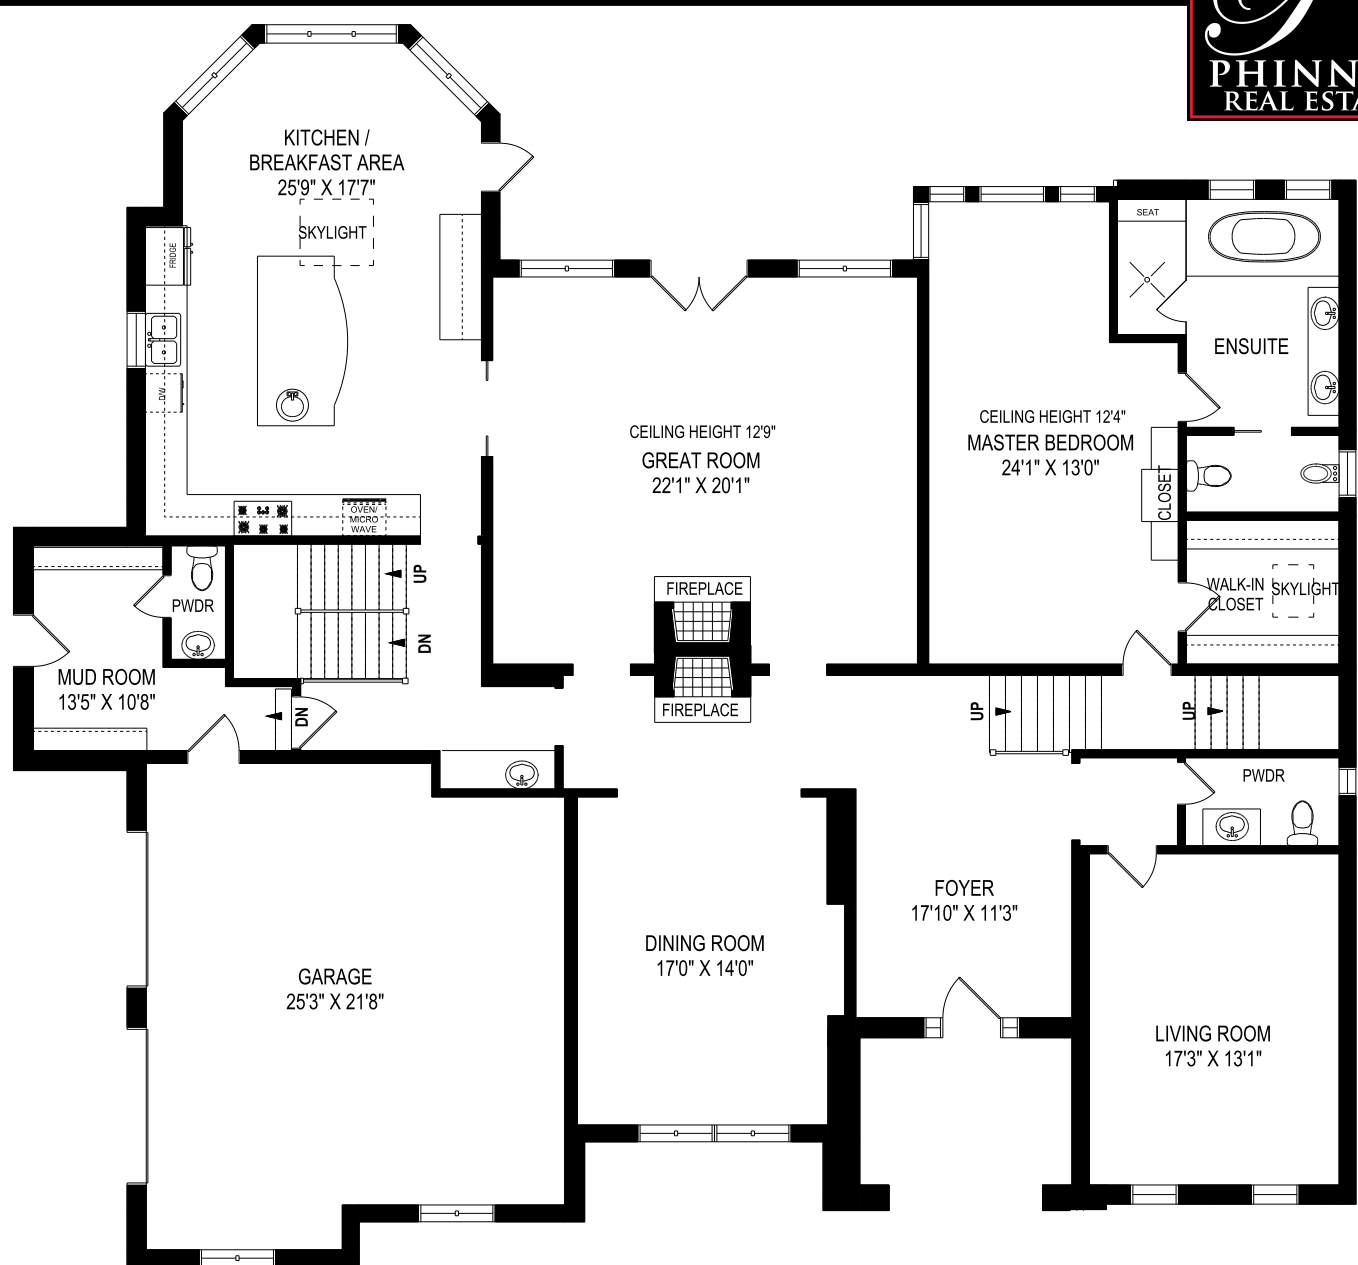 PHINN
REAL ESTA
KITCHEN /
BREAKFAST AREA
25'9" X 17'7"
SKYLIGHT
FRIDGE
D/W
OVEN/
MICRO
WAVE
SEAT
ENSUITE
CEILING HEIGHT 12'9"
GREAT ROOM
22'1" X 20'1"
CEILING HEIGHT 12'4"
MASTER BEDROOM
24'1" X 13'0"
CLOSET
WALK-IN
CLOSET
SKYLIGHT
FIREPLACE
FIREPLACE
UP
DN
PWDR
MUD ROOM
13'5" X 10'8"
DN
UP
UP
PWDR
FOYER
17'10" X 11'3"
DINING ROOM
17'0" X 14'0"
GARAGE
25'3" X 21'8"
LIVING ROOM
17'3" X 13'1"